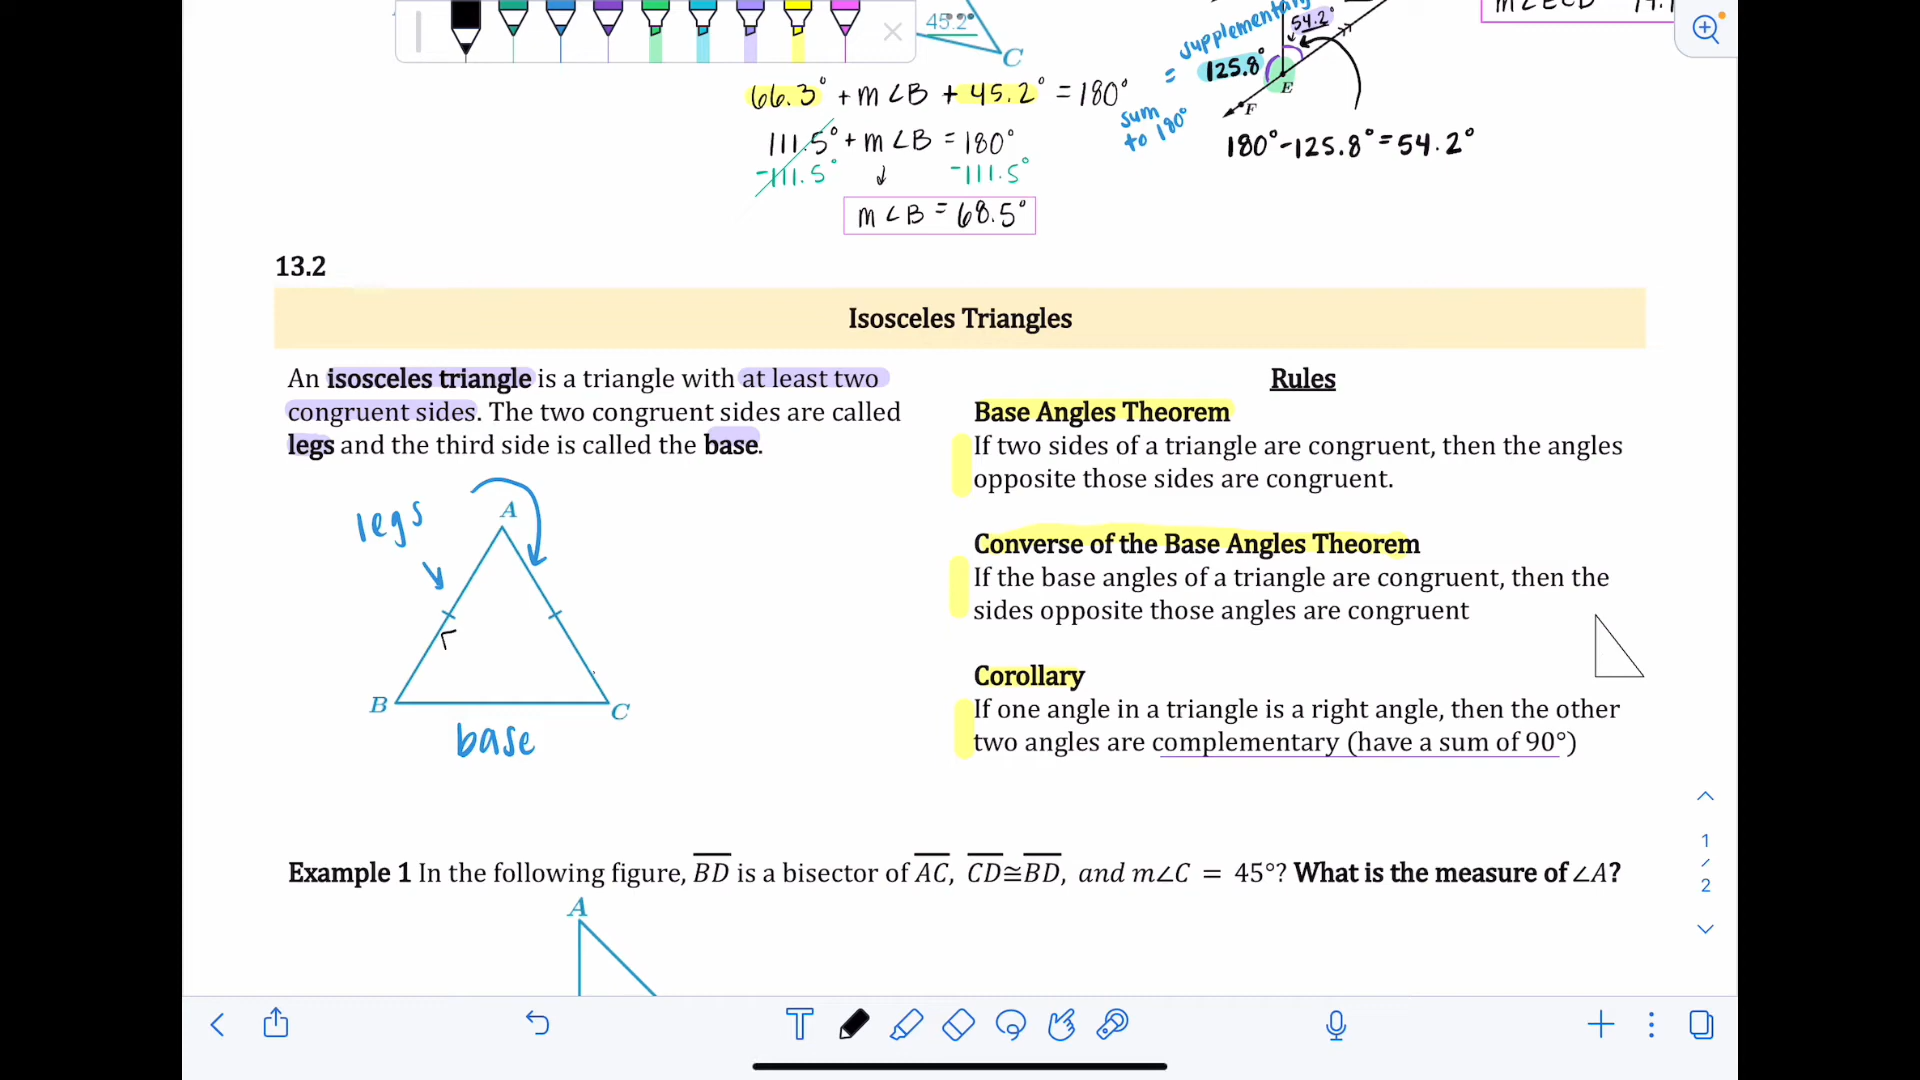 45.2°
C
supplementary
54.2°
= 125.8°
E
F
sum
to 180°
66.3° + m∠B + 45.2° = 180°
111.5° + m∠B = 180°
-111.5° ↓ -111.5°
m∠B = 68.5°
180° - 125.8° = 54.2°
13.2
Isosceles Triangles
An isosceles triangle is a triangle with at least two
congruent sides. The two congruent sides are called
legs and the third side is called the base.
legs
A
B
C
base
Rules
Base Angles Theorem
If two sides of a triangle are congruent, then the angles
opposite those sides are congruent.
Converse of the Base Angles Theorem
If the base angles of a triangle are congruent, then the
sides opposite those angles are congruent
Corollary
If one angle in a triangle is a right angle, then the other
two angles are complementary (have a sum of 90°)
1
/
2
Example 1 In the following figure, B̅D̅ is a bisector of A̅C̅, C̅D̅≅B̅D̅, and m∠C = 45°? What is the measure of ∠A?
A
T